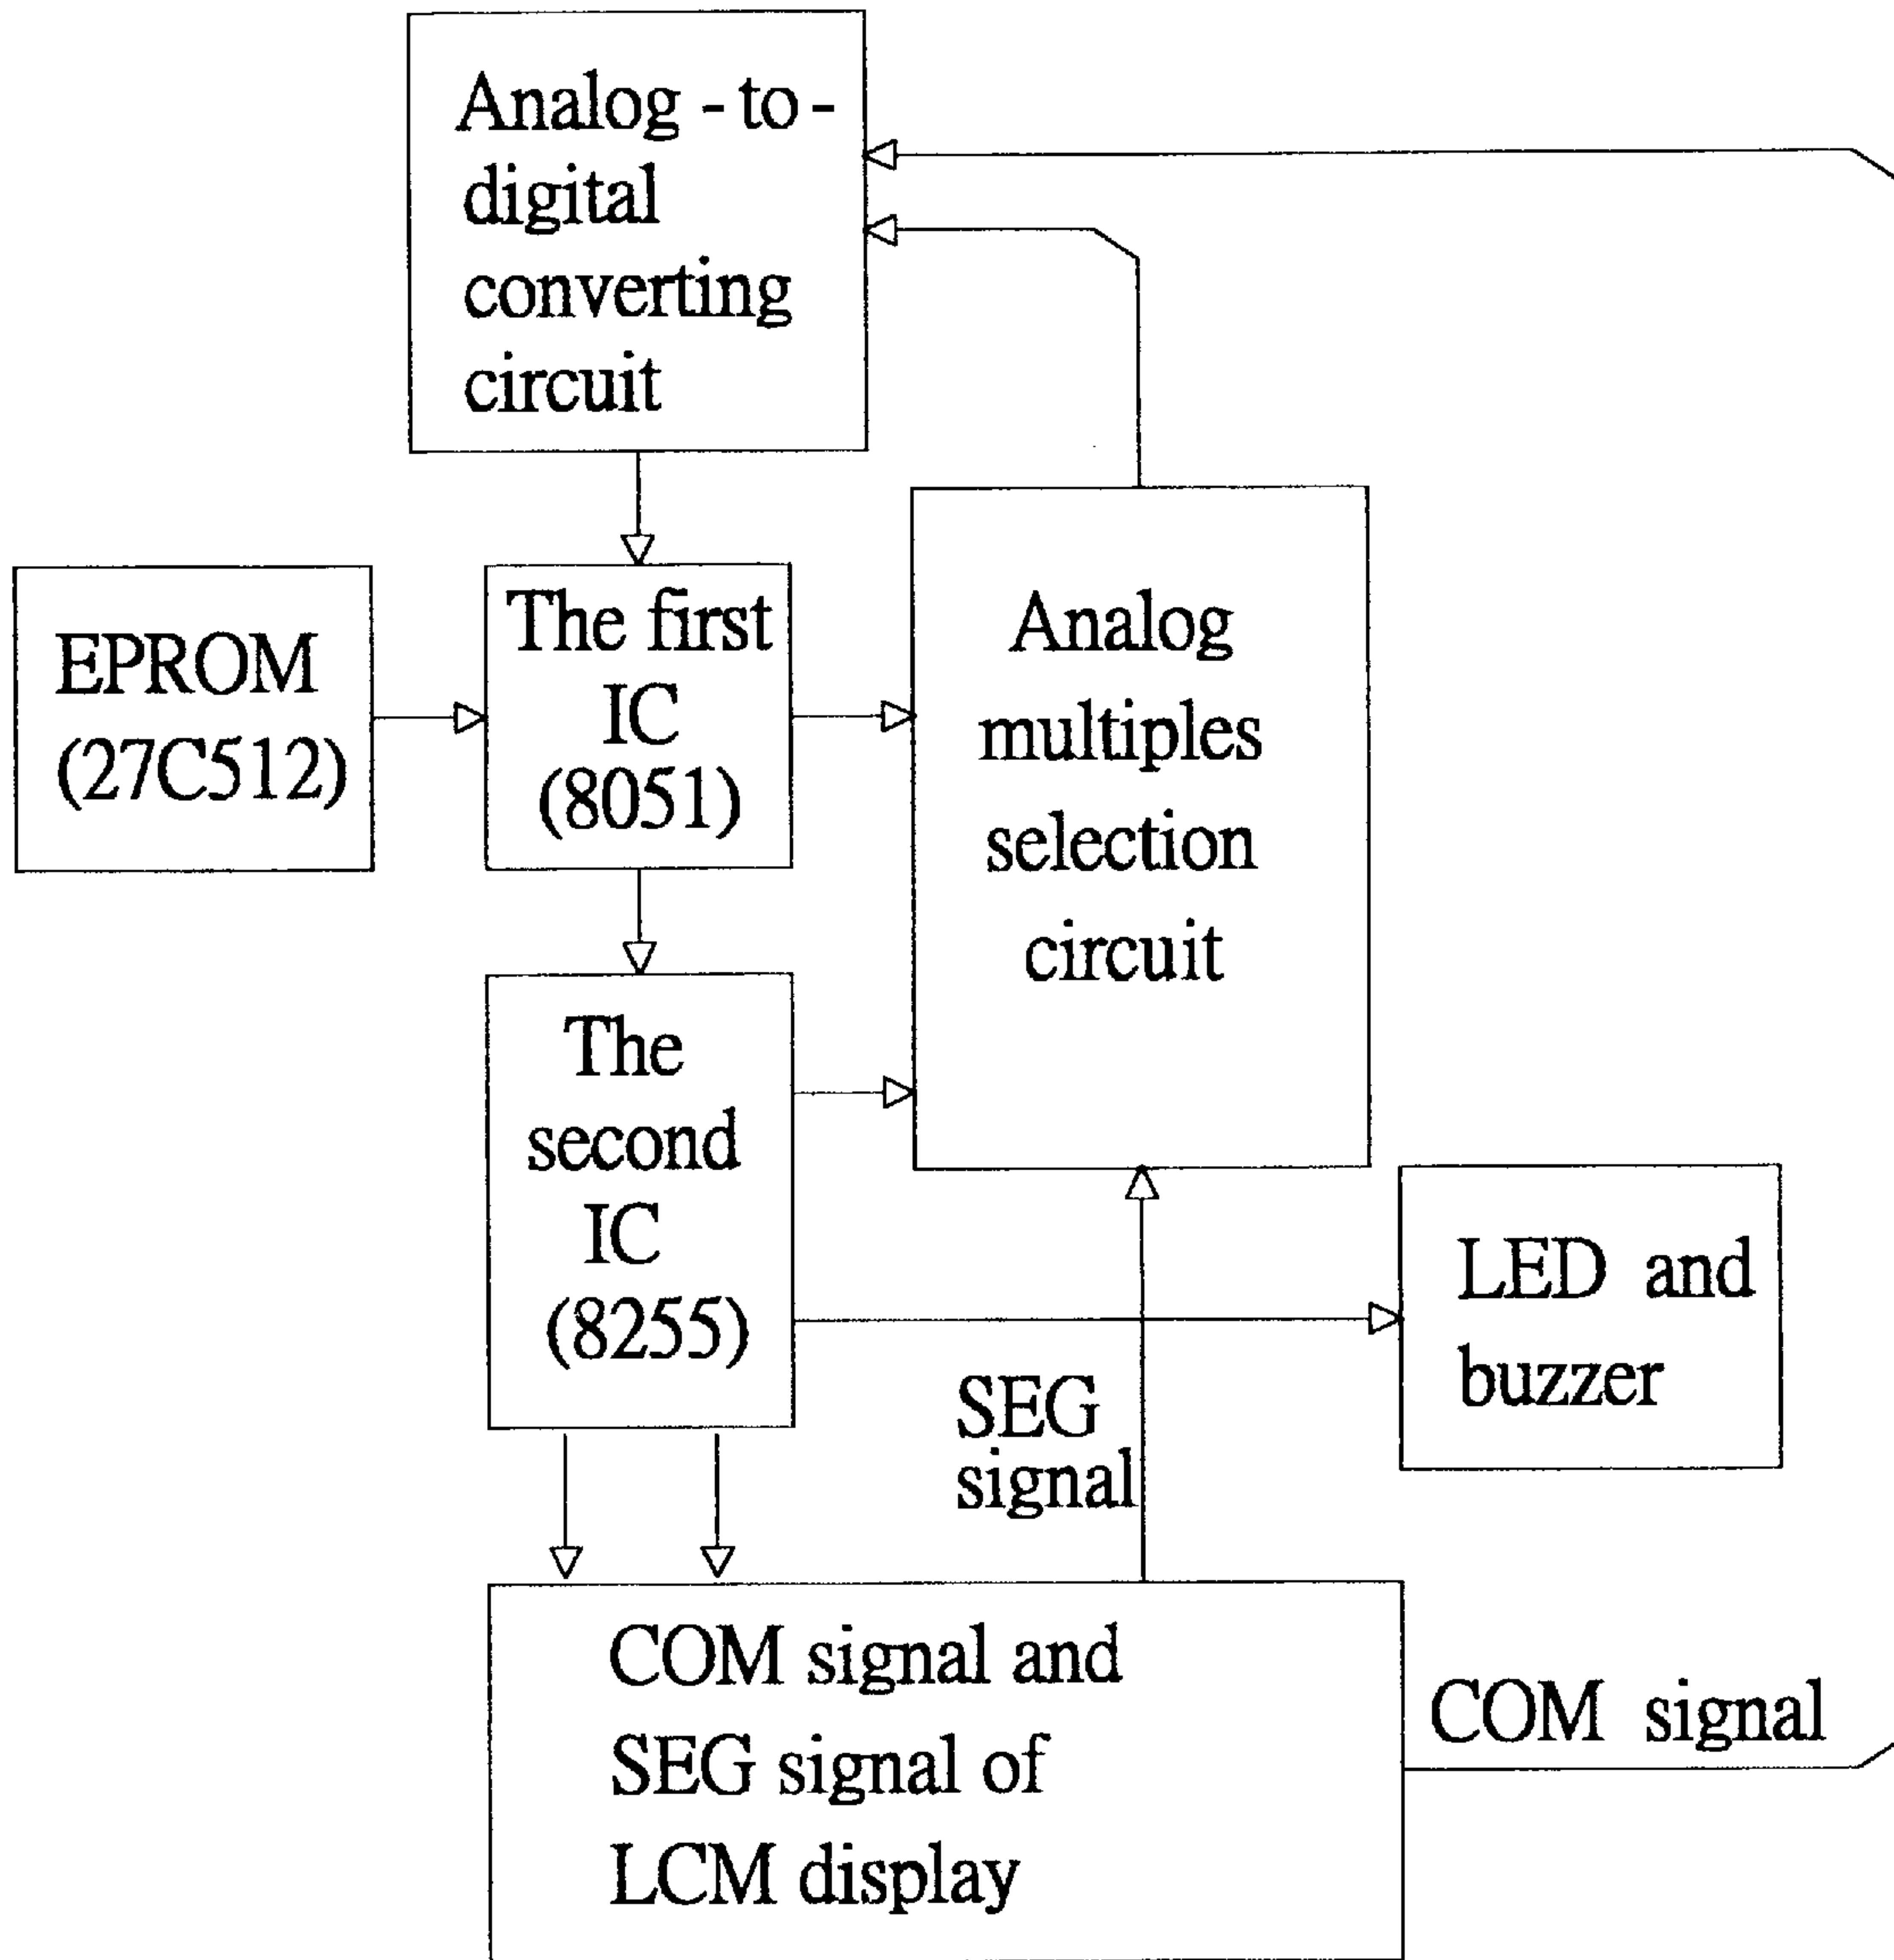 Analog - to -
digital
converting
circuit
EPROM
(27C512)
The first
IC
(8051)
Analog
multiples
selection
circuit
The
second
IC
(8255)
LED and
buzzer
SEG
signal
COM signal and
SEG signal of
LCM display
COM signal